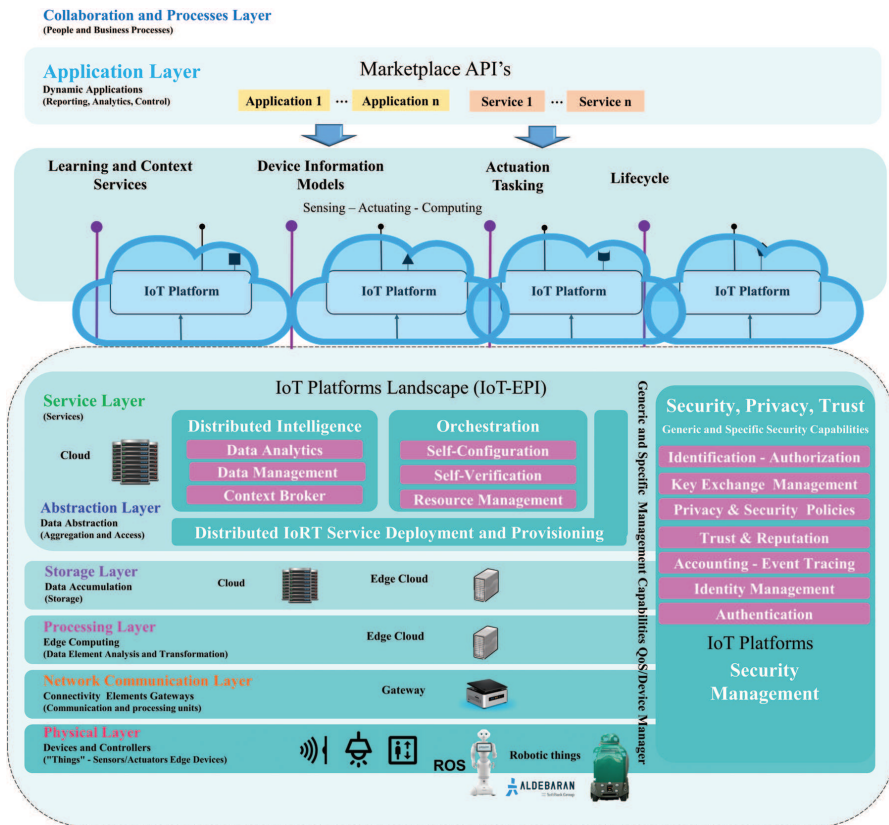 Collaboration and Processes Layer
(People and Business Processes)
Application Layer
Dynamic Applications
(Reporting, Analytics, Control)
Marketplace API's
Application 1 ... Application n
Service 1 ... Service n
Learning and Context
Services
Device Information
Models
Actuation
Tasking
Lifecycle
Sensing – Actuating - Computing
IoT Platform
IoT Platform
IoT Platform
IoT Platform
IoT Platforms Landscape (IoT-EPI)
Service Layer
(Services)
Cloud
Distributed Intelligence
Data Analytics
Data Management
Context Broker
Orchestration
Self-Configuration
Self-Verification
Resource Management
Abstraction Layer
Data Abstraction
(Aggregation and Access)
Distributed IoRT Service Deployment and Provisioning
Generic and Specific Management Capabilities QoS/Device Manager
Security, Privacy, Trust
Generic and Specific Security Capabilities
Identification - Authorization
Key Exchange Management
Privacy & Security Policies
Trust & Reputation
Accounting - Event Tracing
Identity Management
Authentication
IoT Platforms
Security
Management
Storage Layer
Data Accumulation
(Storage)
Cloud
Edge Cloud
Processing Layer
Edge Computing
(Data Element Analysis and Transformation)
Edge Cloud
Network Communication Layer
Connectivity Elements Gateways
(Communication and processing units)
Gateway
Physical Layer
Devices and Controllers
("Things" - Sensors/Actuators Edge Devices)
ROS
Robotic things
ALDEBARAN